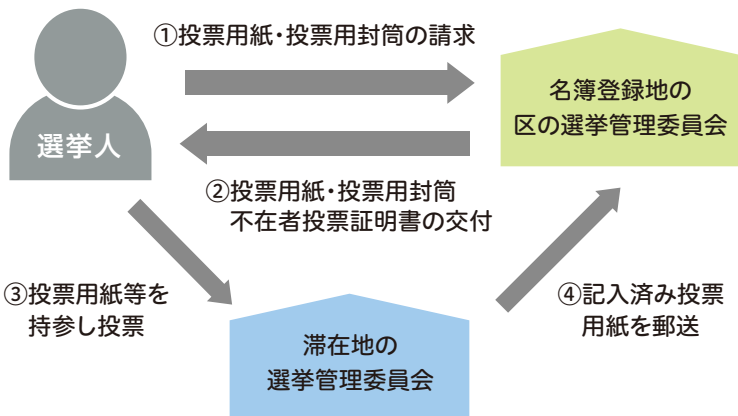 ①投票用紙・投票用封筒の請求
選挙人
名簿登録地の
区の選挙管理委員会
②投票用紙・投票用封筒
不在者投票証明書の交付
③投票用紙等を
持参し投票
滞在地の
選挙管理委員会
④記入済み投票
用紙を郵送